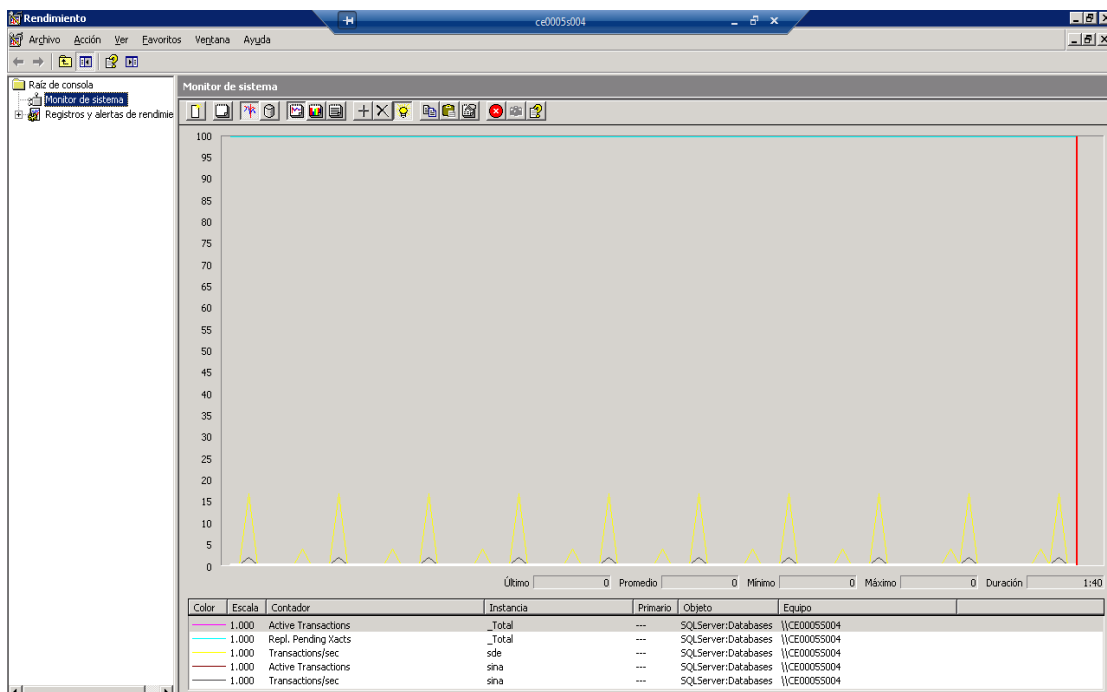 Rendimiento
ce0005s004
Archivo Acción Ver Favoritos Ventana Ayuda
Raíz de consola
Monitor de sistema
Registros y alertas de rendimie
Monitor de sistema
100
95
90
85
80
75
70
65
60
55
50
45
40
35
30
25
20
15
10
5
0
Último 0 Promedio 0 Mínimo 0 Máximo 0 Duración 1:40
Color Escala Contador Instancia Primario Objeto Equipo
1.000 Active Transactions _Total --- SQLServer:Databases \\CE0005S004
1.000 Repl. Pending Xacts _Total --- SQLServer:Databases \\CE0005S004
1.000 Transactions/sec sde --- SQLServer:Databases \\CE0005S004
1.000 Active Transactions sina --- SQLServer:Databases \\CE0005S004
1.000 Transactions/sec sina --- SQLServer:Databases \\CE0005S004